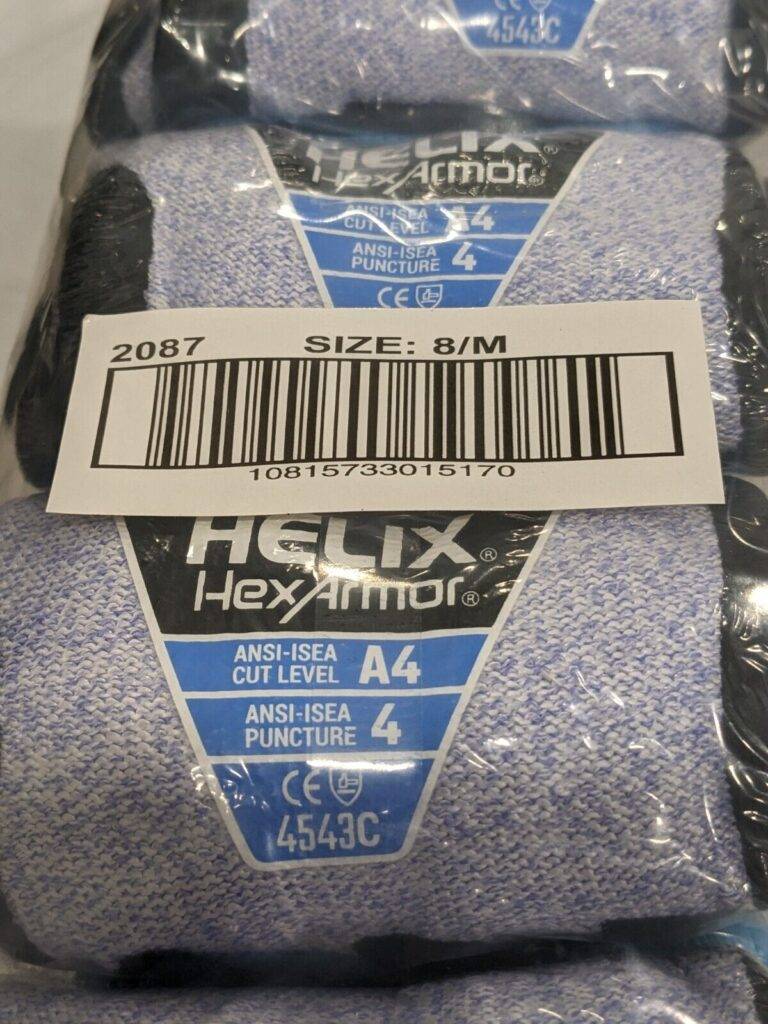 4543C
HELIX®
HexArmor®
ANSI-ISEA
CUT LEVEL A4
ANSI-ISEA
PUNCTURE 4
CE
2087 SIZE: 8/M
10815733015170
HELIX®
HexArmor®
ANSI-ISEA
CUT LEVEL A4
ANSI-ISEA
PUNCTURE 4
CE
4543C